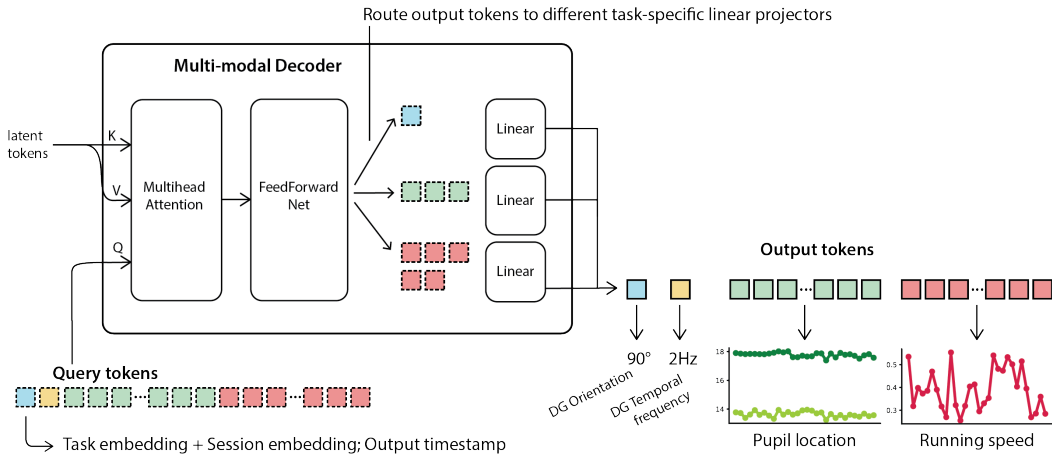 Route output tokens to different task-specific linear projectors
Multi-modal Decoder
latent
tokens
K
V
Q
Multihead
Attention
FeedForward
Net
Linear
Linear
Linear
Output tokens
...
...
90°
2Hz
DG Orientation
DG Temporal
frequency
18
16
14
Pupil location
0.4
0.3
Running speed
Query tokens
...
...
Task embedding + Session embedding; Output timestamp